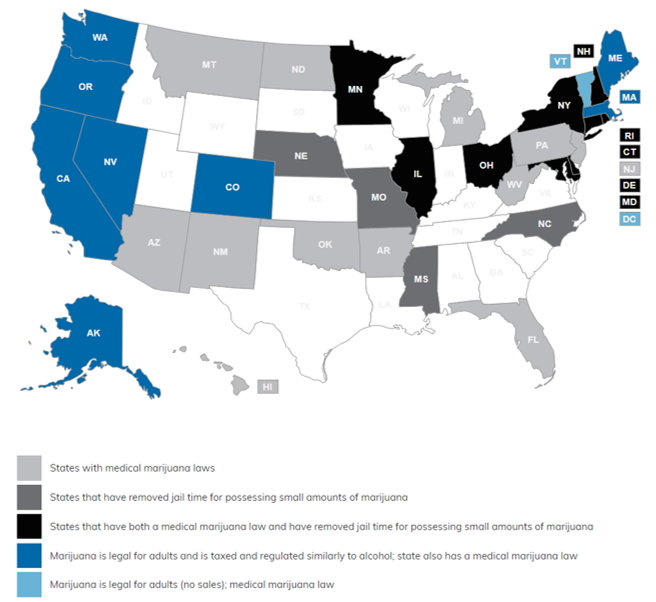 WA
NH
VT
ME
MT
ND
MN
OR
NY
MA
ID
WI
SD
MI
WY
RI
PA
CT
IA
NE
NJ
OH
NV
IL
IN
DE
UT
WV
CO
VA
MD
CA
KS
MO
KY
DC
NC
TN
AZ
OK
NM
AR
SC
MS
AL
GA
TX
LA
AK
FL
HI
States with medical marijuana laws
States that have removed jail time for possessing small amounts of marijuana
States that have both a medical marijuana law and have removed jail time for possessing small amounts of marijuana
Marijuana is legal for adults and is taxed and regulated similarly to alcohol; state also has a medical marijuana law
Marijuana is legal for adults (no sales); medical marijuana law